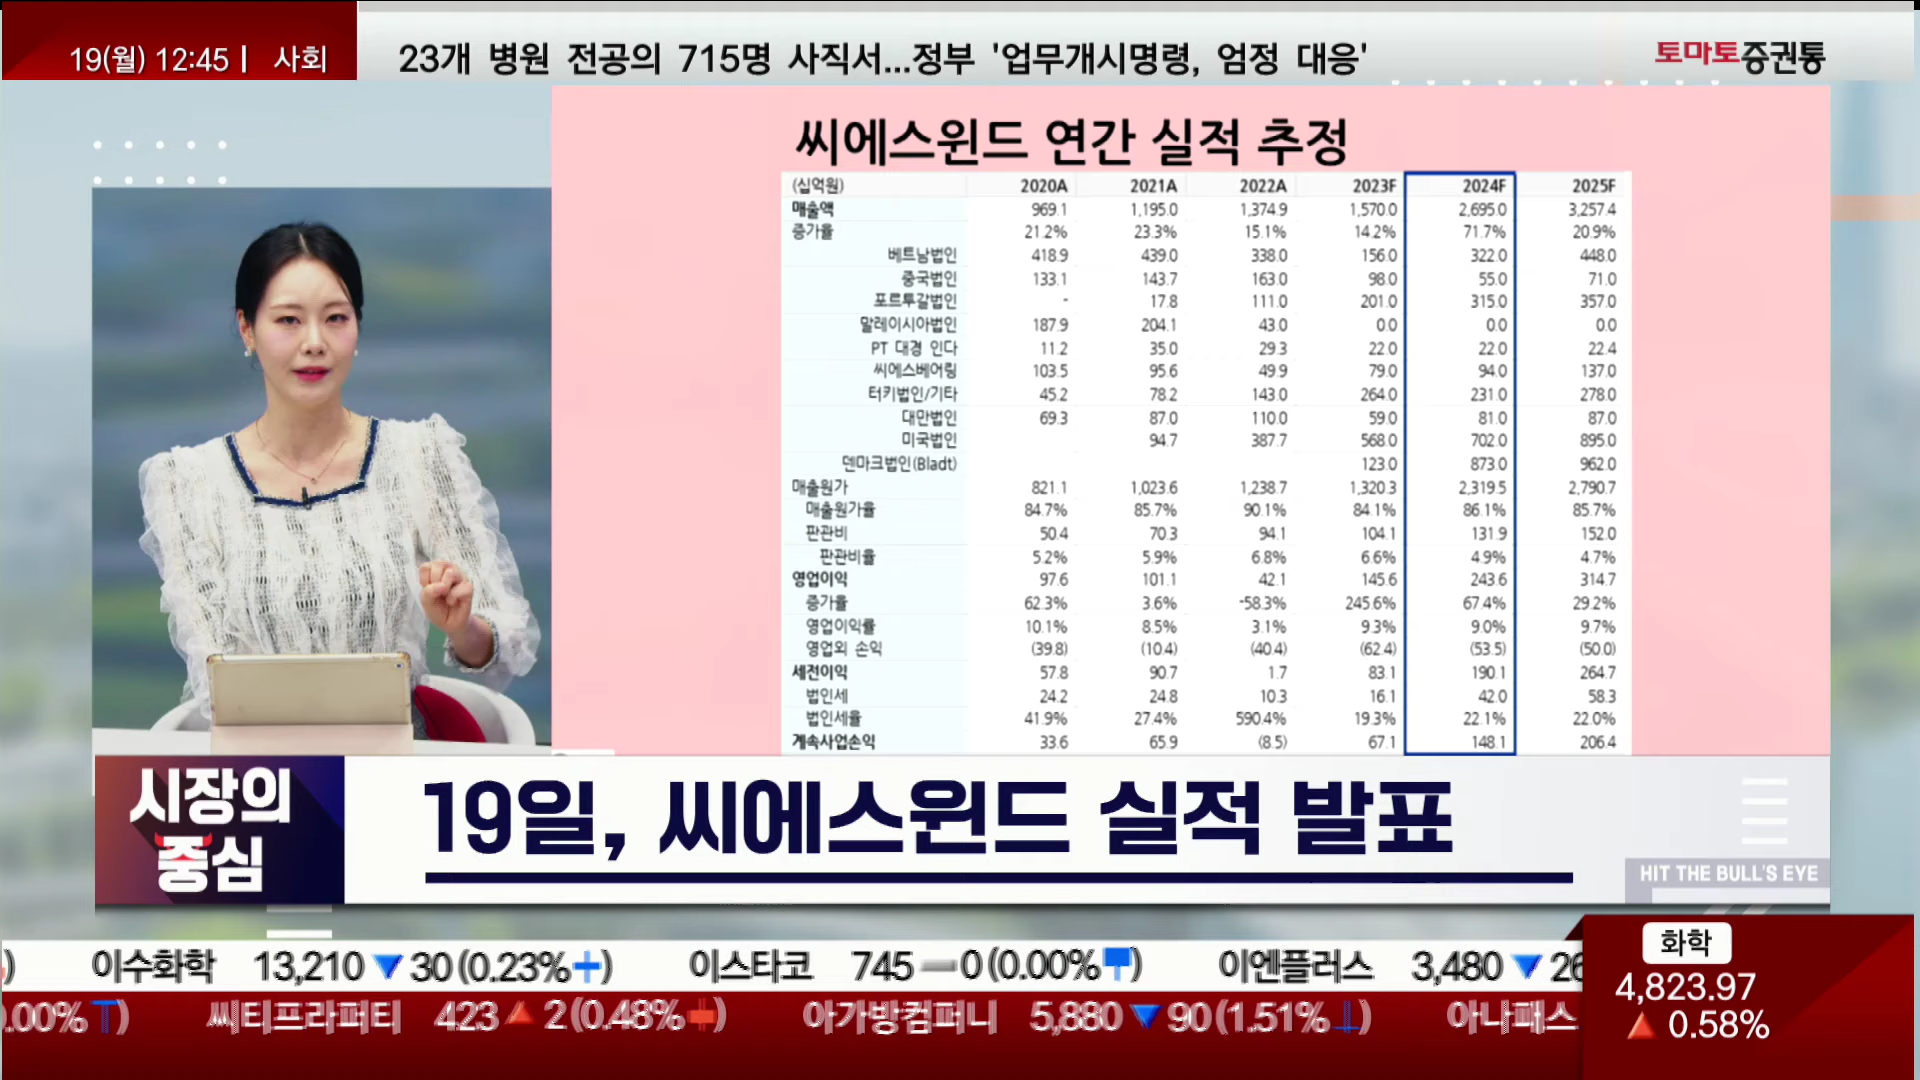 19(월) 12:45 | 사회
23개 병원 전공의 715명 사직서...정부 '업무개시명령, 엄정 대응'
토마토증권통
씨에스윈드 연간 실적 추정
(십억원) 2020A 2021A 2022A 2023F 2024F 2025F
매출액 969.1 1,195.0 1,374.9 1,570.0 2,695.0 3,257.4
증가율 21.2% 23.3% 15.1% 14.2% 71.7% 20.9%
베트남법인 418.9 439.0 338.0 156.0 322.0 448.0
중국법인 133.1 143.7 163.0 98.0 55.0 71.0
포르투갈법인 - 17.8 111.0 201.0 315.0 357.0
말레이시아법인 187.9 204.1 43.0 0.0 0.0 0.0
PT 대경 인다 11.2 35.0 29.3 22.0 22.0 22.4
씨에스베어링 103.5 95.6 49.9 79.0 94.0 137.0
터키법인/기타 45.2 78.2 143.0 264.0 231.0 278.0
대만법인 69.3 87.0 110.0 59.0 81.0 87.0
미국법인 94.7 387.7 568.0 702.0 895.0
덴마크법인(Bladt) 123.0 873.0 962.0
매출원가 821.1 1,023.6 1,238.7 1,320.3 2,319.5 2,790.7
매출원가율 84.7% 85.7% 90.1% 84.1% 86.1% 85.7%
판관비 50.4 70.3 94.1 104.1 131.9 152.0
판관비율 5.2% 5.9% 6.8% 6.6% 4.9% 4.7%
영업이익 97.6 101.1 42.1 145.6 243.6 314.7
증가율 62.3% 3.6% -58.3% 245.6% 67.4% 29.2%
영업이익률 10.1% 8.5% 3.1% 9.3% 9.0% 9.7%
영업외 손익 (39.8) (10.4) (40.4) (62.4) (53.5) (50.0)
세전이익 57.8 90.7 1.7 83.1 190.1 264.7
법인세 24.2 24.8 10.3 16.1 42.0 58.3
법인세율 41.9% 27.4% 590.4% 19.3% 22.1% 22.0%
계속사업손익 33.6 65.9 (8.5) 67.1 148.1 206.4
시장의
중심
19일, 씨에스윈드 실적 발표
HIT THE BULL'S EYE
) 이수화학 13,210 ▼ 30 (0.23% ) 이스타코 745 0 (0.00% ) 이엔플러스 3,480 ▼ 26
0.00% ) 씨티프라퍼티 423 ▲ 2 (0.48% ) 아가방컴퍼니 5,880 ▼ 90 (1.51% ) 아나패스
화학
4,823.97
▲ 0.58%